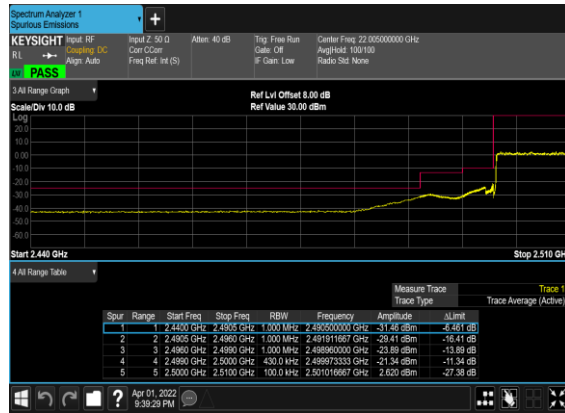 Spectrum Analyzer 1
Spurious Emissions
KEYSIGHT Input: RF Input Z: 50 Ω Atten: 40 dB Trig: Free Run Center Freq: 22.005000000 GHz
RL Coupling: DC Corr CCorr Gate: Off Avg|Hold: 100/100
Align: Auto Freq Ref: Int (S) IF Gain: Low Radio Std: None
PASS
3 All Range Graph
Ref Lvl Offset 8.00 dB
Scale/Div 10.0 dB Ref Value 30.00 dBm
Log
20.0
10.0
0.00
-10.0
-20.0
-30.0
-40.0
-50.0
-60.0
Start 2.440 GHz Stop 2.510 GHz
4 All Range Table
Measure Trace Trace 1
Trace Type Trace Average (Active)
Spur Range Start Freq Stop Freq RBW Frequency Amplitude ΔLimit
1 1 2.4400 GHz 2.4905 GHz 1.000 MHz 2.490500000 GHz -31.46 dBm -6.461 dB
2 2 2.4905 GHz 2.4960 GHz 1.000 MHz 2.491911667 GHz -29.41 dBm -16.41 dB
3 3 2.4960 GHz 2.4990 GHz 1.000 MHz 2.498960000 GHz -23.89 dBm -13.89 dB
4 4 2.4990 GHz 2.5000 GHz 430.0 kHz 2.499973333 GHz -21.34 dBm -11.34 dB
5 5 2.5000 GHz 2.5100 GHz 100.0 kHz 2.501016667 GHz 2.620 dBm -27.38 dB
Apr 01, 2022
9:39:29 PM